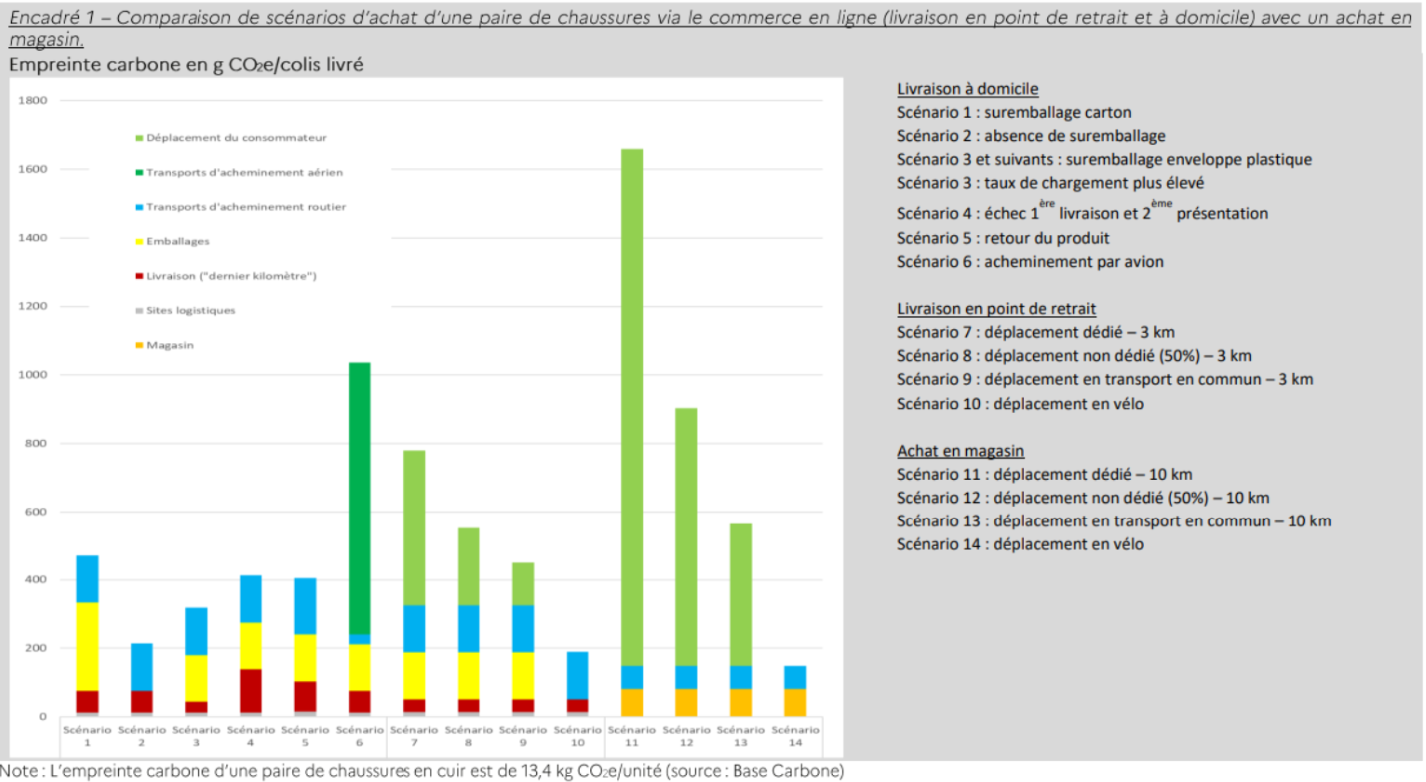 Encadré 1 – Comparaison de scénarios d'achat d'une paire de chaussures via le commerce en ligne (livraison en point de retrait et à domicile) avec un achat en
magasin.
Empreinte carbone en g CO2e/colis livré
1800
1600
1400
1200
1000
800
600
400
200
0
Déplacement du consommateur
Transports d'acheminement aérien
Transports d'acheminement routier
Emballages
Livraison ("dernier kilomètre")
Sites logistiques
Magasin
Scénario 1
Scénario 2
Scénario 3
Scénario 4
Scénario 5
Scénario 6
Scénario 7
Scénario 8
Scénario 9
Scénario 10
Scénario 11
Scénario 12
Scénario 13
Scénario 14
Livraison à domicile
Scénario 1 : suremballage carton
Scénario 2 : absence de suremballage
Scénario 3 et suivants : suremballage enveloppe plastique
Scénario 3 : taux de chargement plus élevé
Scénario 4 : échec 1ère livraison et 2ème présentation
Scénario 5 : retour du produit
Scénario 6 : acheminement par avion
Livraison en point de retrait
Scénario 7 : déplacement dédié – 3 km
Scénario 8 : déplacement non dédié (50%) – 3 km
Scénario 9 : déplacement en transport en commun – 3 km
Scénario 10 : déplacement en vélo
Achat en magasin
Scénario 11 : déplacement dédié – 10 km
Scénario 12 : déplacement non dédié (50%) – 10 km
Scénario 13 : déplacement en transport en commun – 10 km
Scénario 14 : déplacement en vélo
Note : L'empreinte carbone d'une paire de chaussures en cuir est de 13,4 kg CO2e/unité (source : Base Carbone)